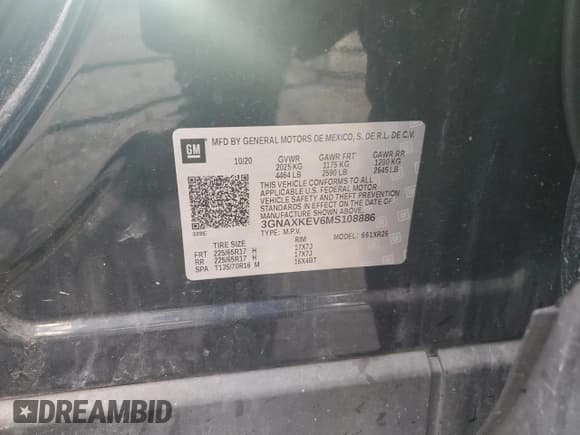 GM
MFD BY GENERAL MOTORS DE MEXICO, S. DE R.L. DE C.V.
10/20 GVWR GAWR FRT GAWR RR
2025 KG 1175 KG 1200 KG
4464 LB 2590 LB 2645 LB
THIS VEHICLE CONFORMS TO ALL
APPLICABLE U.S. FEDERAL MOTOR
VEHICLE SAFETY AND THEFT PREVENTION
STANDARDS IN EFFECT ON THE DATE OF
MANUFACTURE SHOWN ABOVE.
3GNAXKEV6MS108886
TYPE: M.P.V. MODEL: 661XR26
TIRE SIZE RIM
FRT 225/65R17 H 17X7J
RR 225/65R17 H 17X7J
SPA T135/70R16 M 16X4BT
DREAMBID